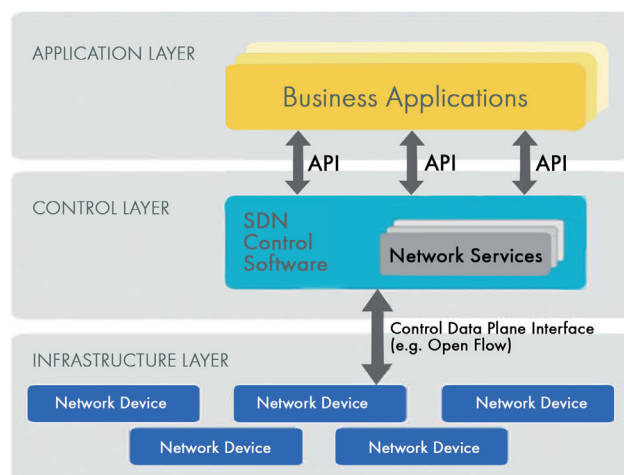 APPLICATION LAYER
Business Applications
API API API
CONTROL LAYER
SDN
Control
Software
Network Services
Control Data Plane Interface
(e.g. Open Flow)
INFRASTRUCTURE LAYER
Network Device Network Device Network Device
Network Device Network Device